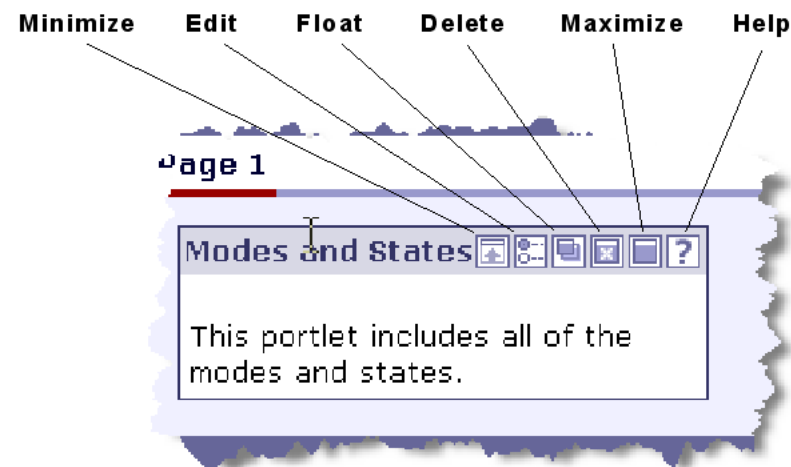 Minimize Edit Float Delete Maximize Help
Page 1
Modes and States ?
This portlet includes all of the
modes and states.